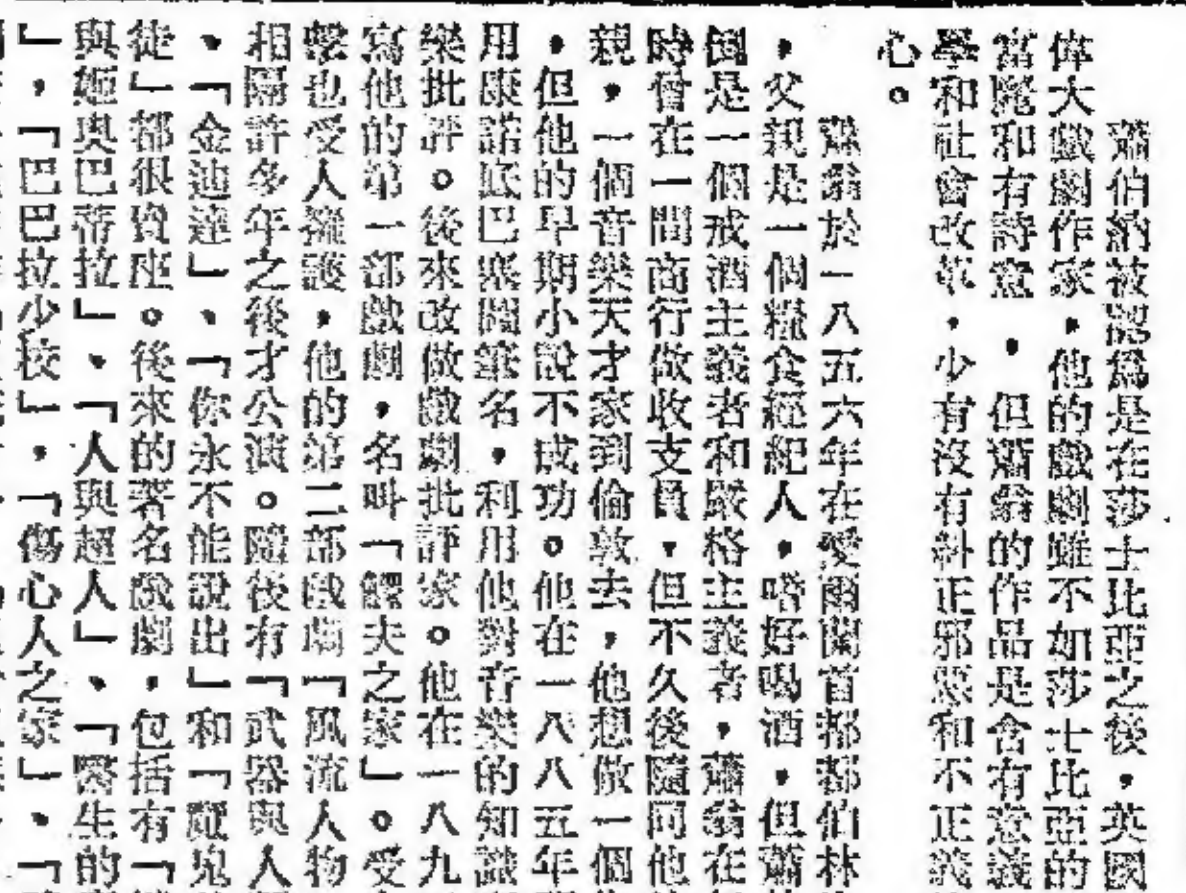 蕭伯納被認爲是在莎士比亞之後,英國
偉大戲劇作家,他的戲劇雖不如莎士比亞的
當麗和有詩意,但蕭翁的作品是含有意義
學和社會改革,少有沒有糾正邪惡和不正義
心。
蕭翁於一八五六年在愛爾蘭首都都伯林
,父親是一個糧食經紀人,嗜好喝酒,但蕭
倒是一個戒酒主義者和嚴格主義者,蕭翁在
時曾在一間商行做收支員,但不久後隨同他
親,一個音樂天才家到倫敦去,他想做一個
,但他的早期小說不成功。他在一八八五年
用康諾底巴塞圖筆名,利用他對音樂的知識
樂批評。後來改做戲劇批評家。他在一八九
寫他的第一部戲劇,名叫「鰥夫之家」。受
擊也受人擁護,他的第二部戲劇「風流人物
相隔許多年之後才公演。隨後有「武器與人
、「金迪達」、「你永不能說出」和「魔鬼
徒」都很賣座。後來的著名戲劇,包括有「
與姬奧巴蒂拉」、「人與超人」、「醫生的
」,「巴巴拉少校」,「傷心人之家」、「